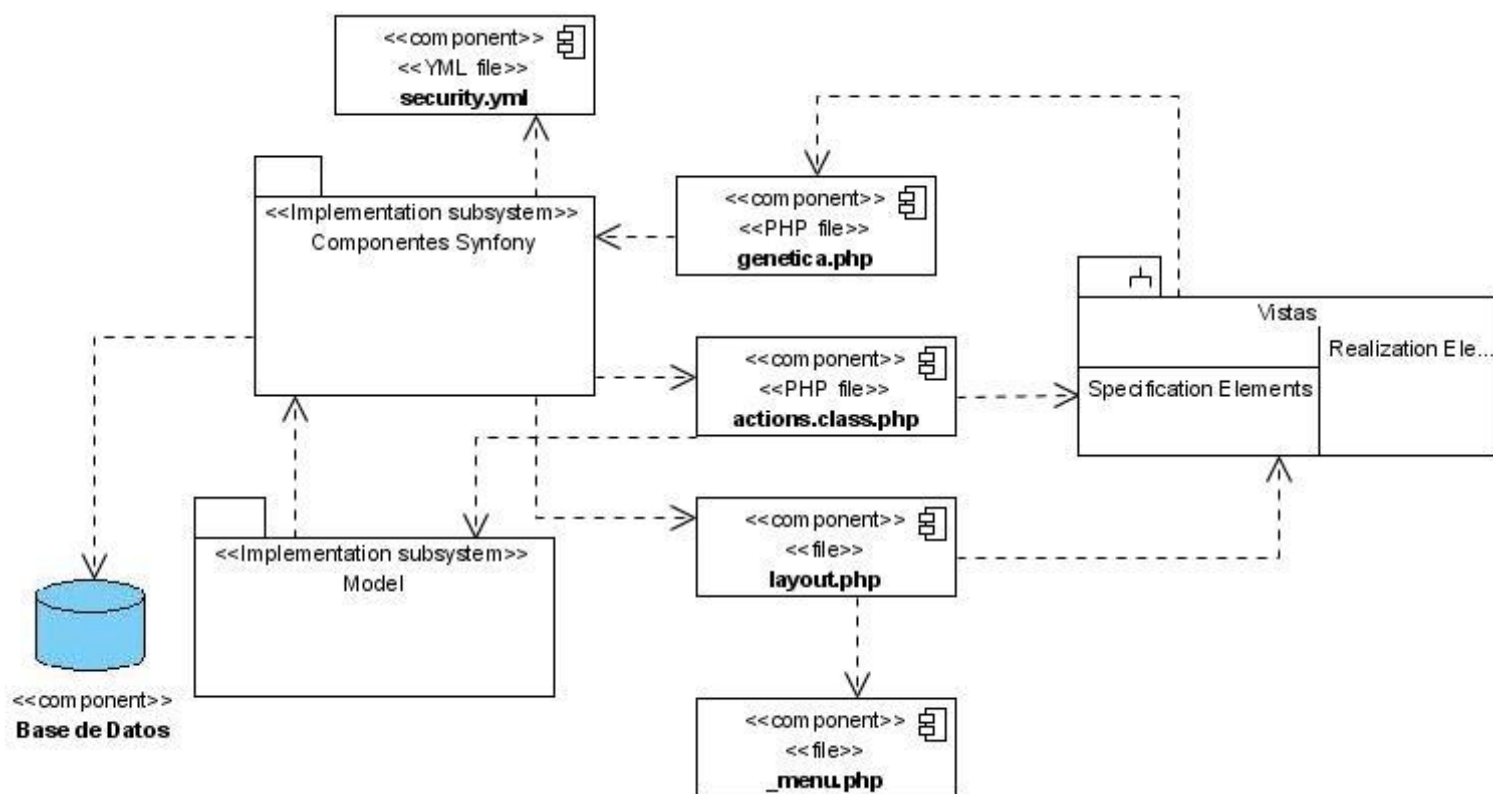 <<component>>
<<YML file>>
security.yml
<<Implementation subsystem>>
Componentes Synfony
<<component>>
<<PHP file>>
genetica.php
Vistas
Realization Ele...
Specification Elements
<<component>>
<<PHP file>>
actions.class.php
<<Implementation subsystem>>
Model
<<component>>
<<file>>
layout.php
<<component>>
Base de Datos
<<component>>
<<file>>
_menu.php